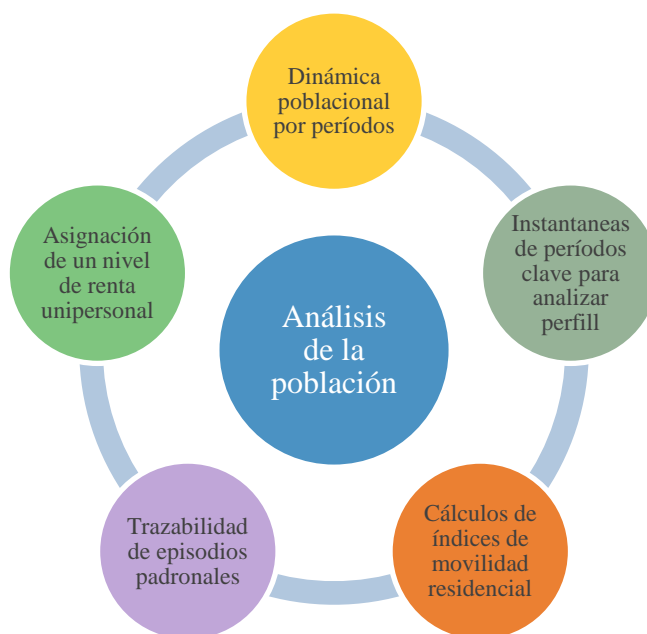 Dinámica
poblacional
por períodos
Instantaneas
de períodos
clave para
analizar
perfill
Cálculos de
índices de
movilidad
residencial
Trazabilidad
de episodios
padronales
Asignación
de un nivel
de renta
unipersonal
Análisis
de la
población